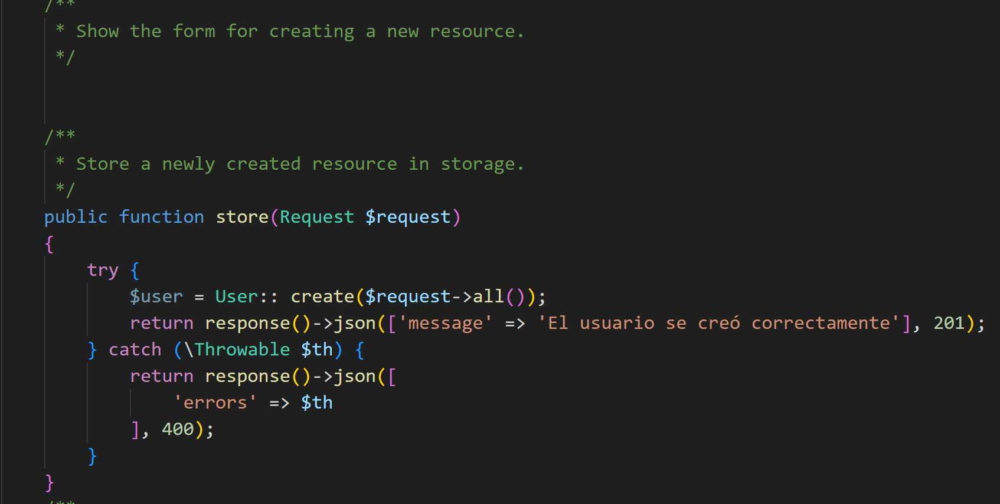 /**
* Show the form for creating a new resource.
*/
/**
* Store a newly created resource in storage.
*/
public function store(Request $request)
{
try {
$user = User:: create($request->all());
return response()->json(['message' => 'El usuario se creó correctamente'], 201);
} catch (\Throwable $th) {
return response()->json([
'errors' => $th
], 400);
}
}
/**